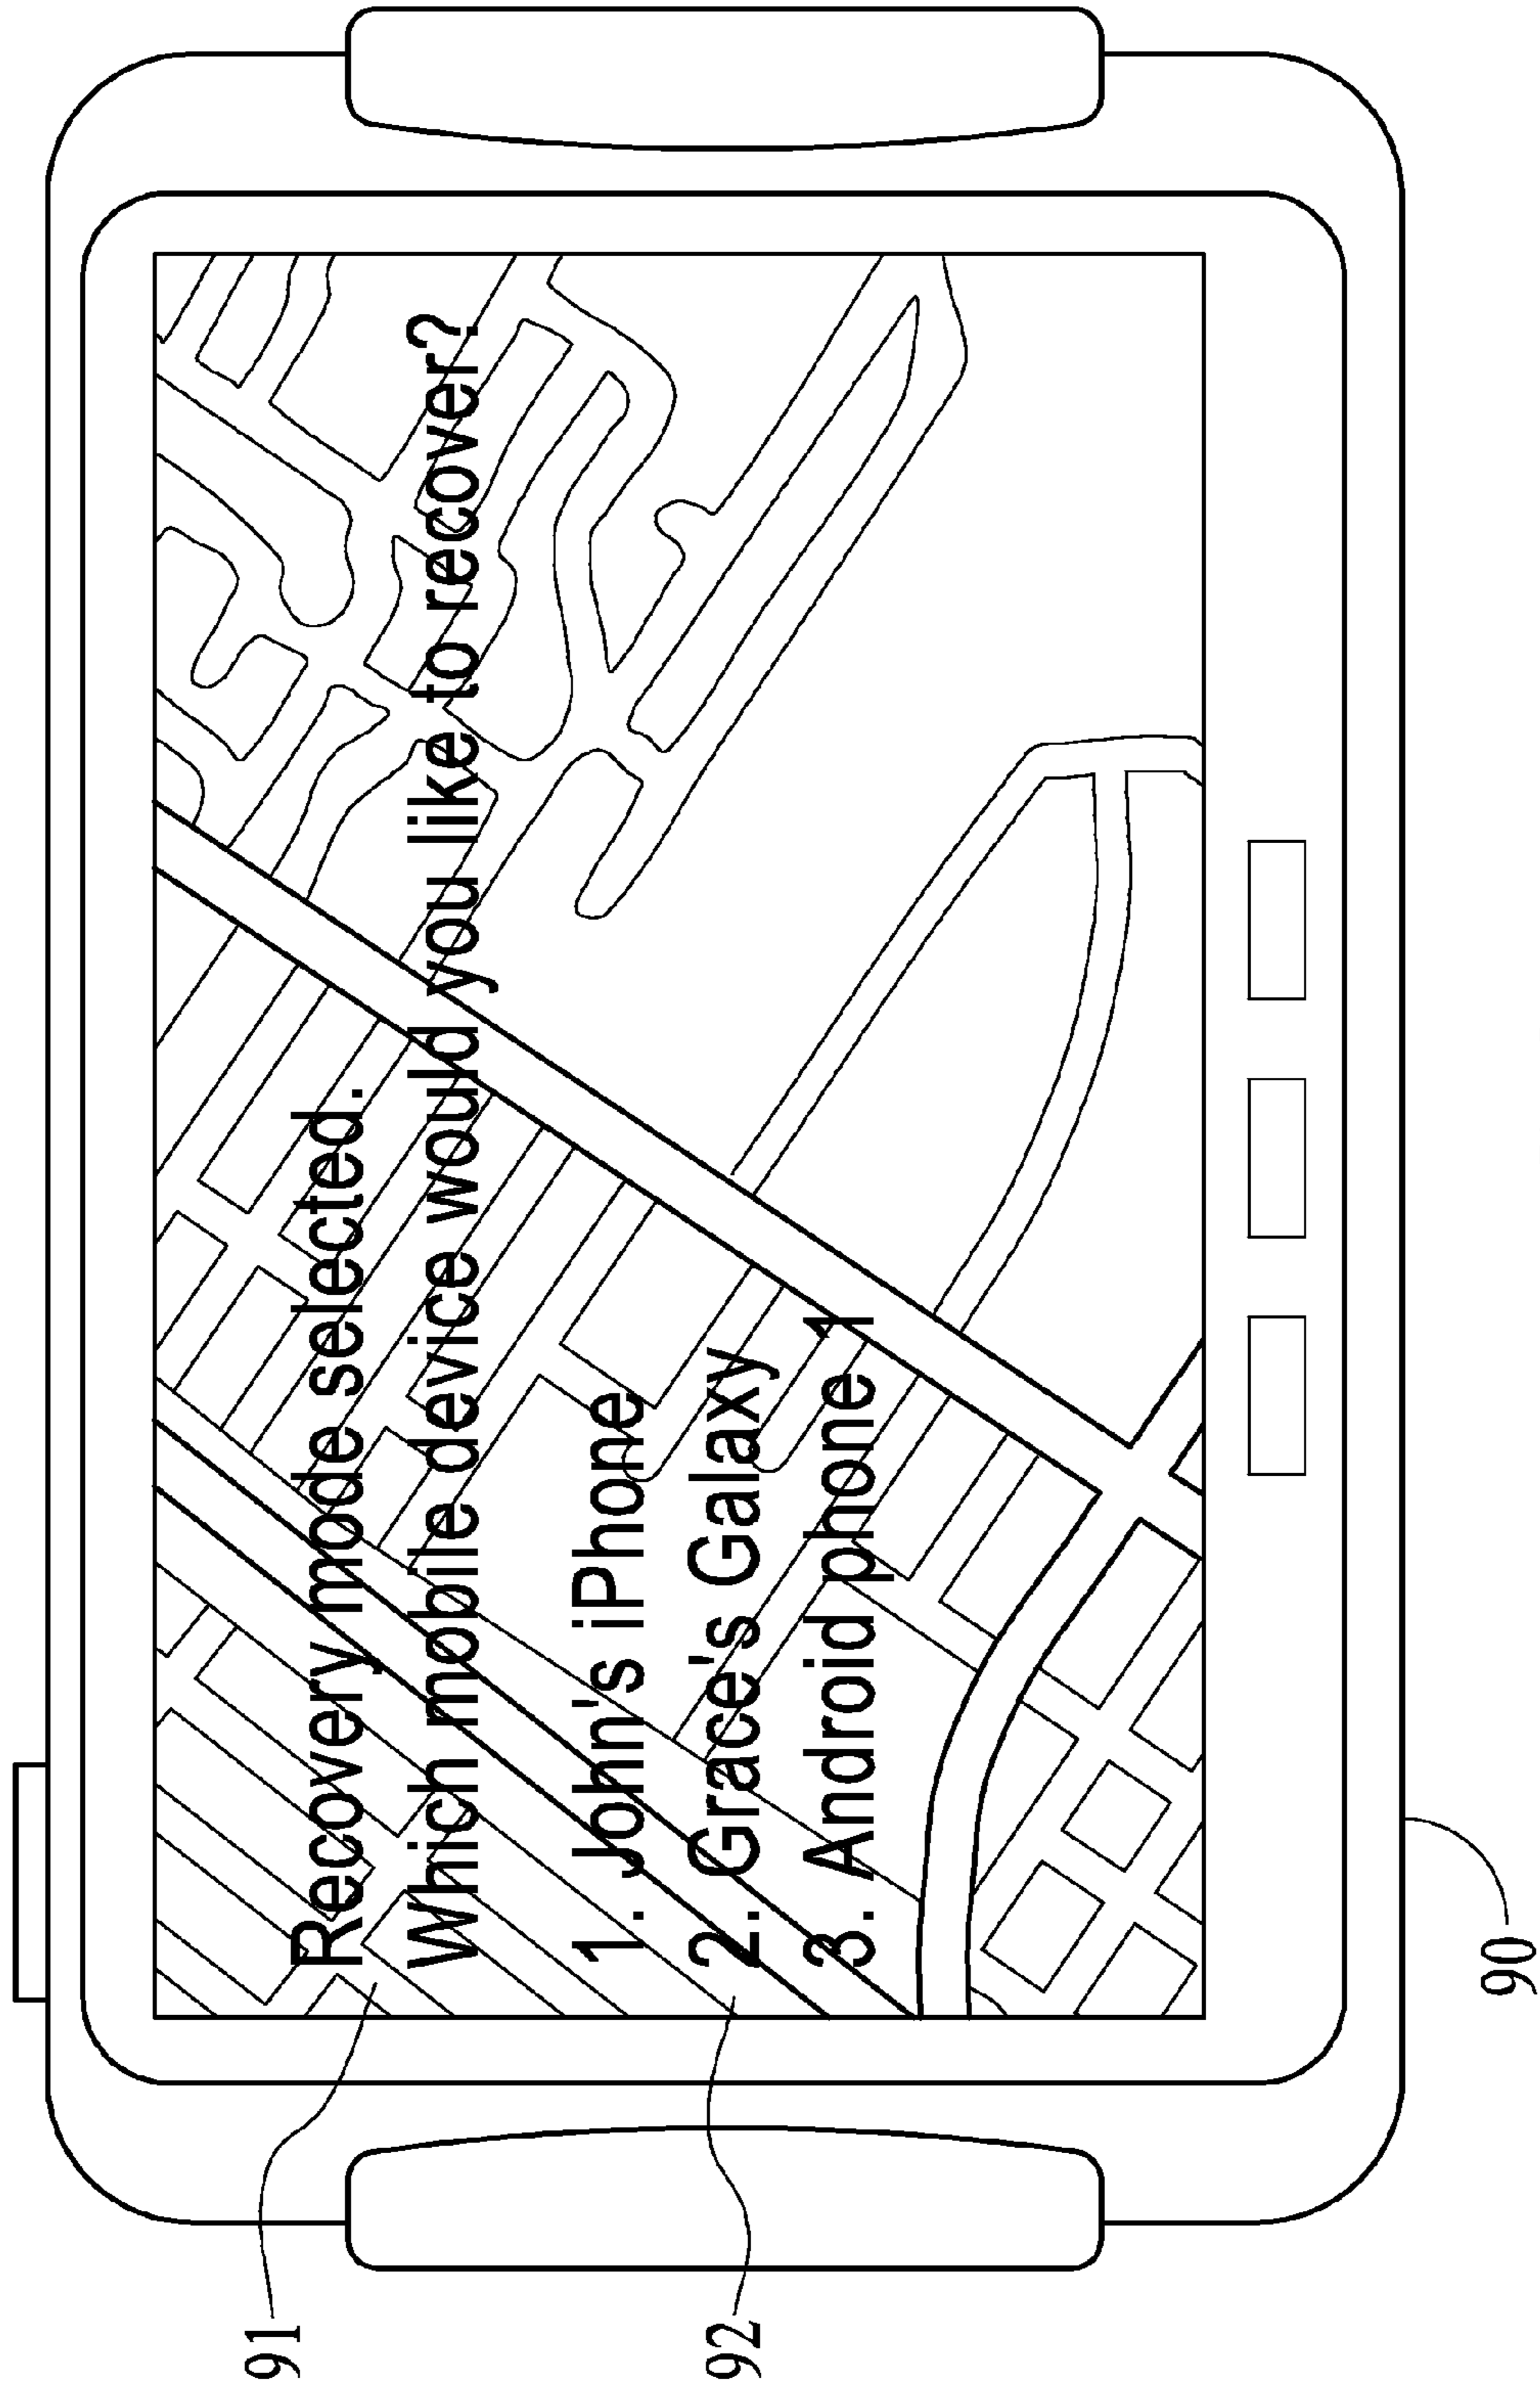 91
Recovery mode selected.
Which mobile device would you like to recover?
92
1. John's iPhone
2. Grace's Galaxy
3. Android phone 1
90